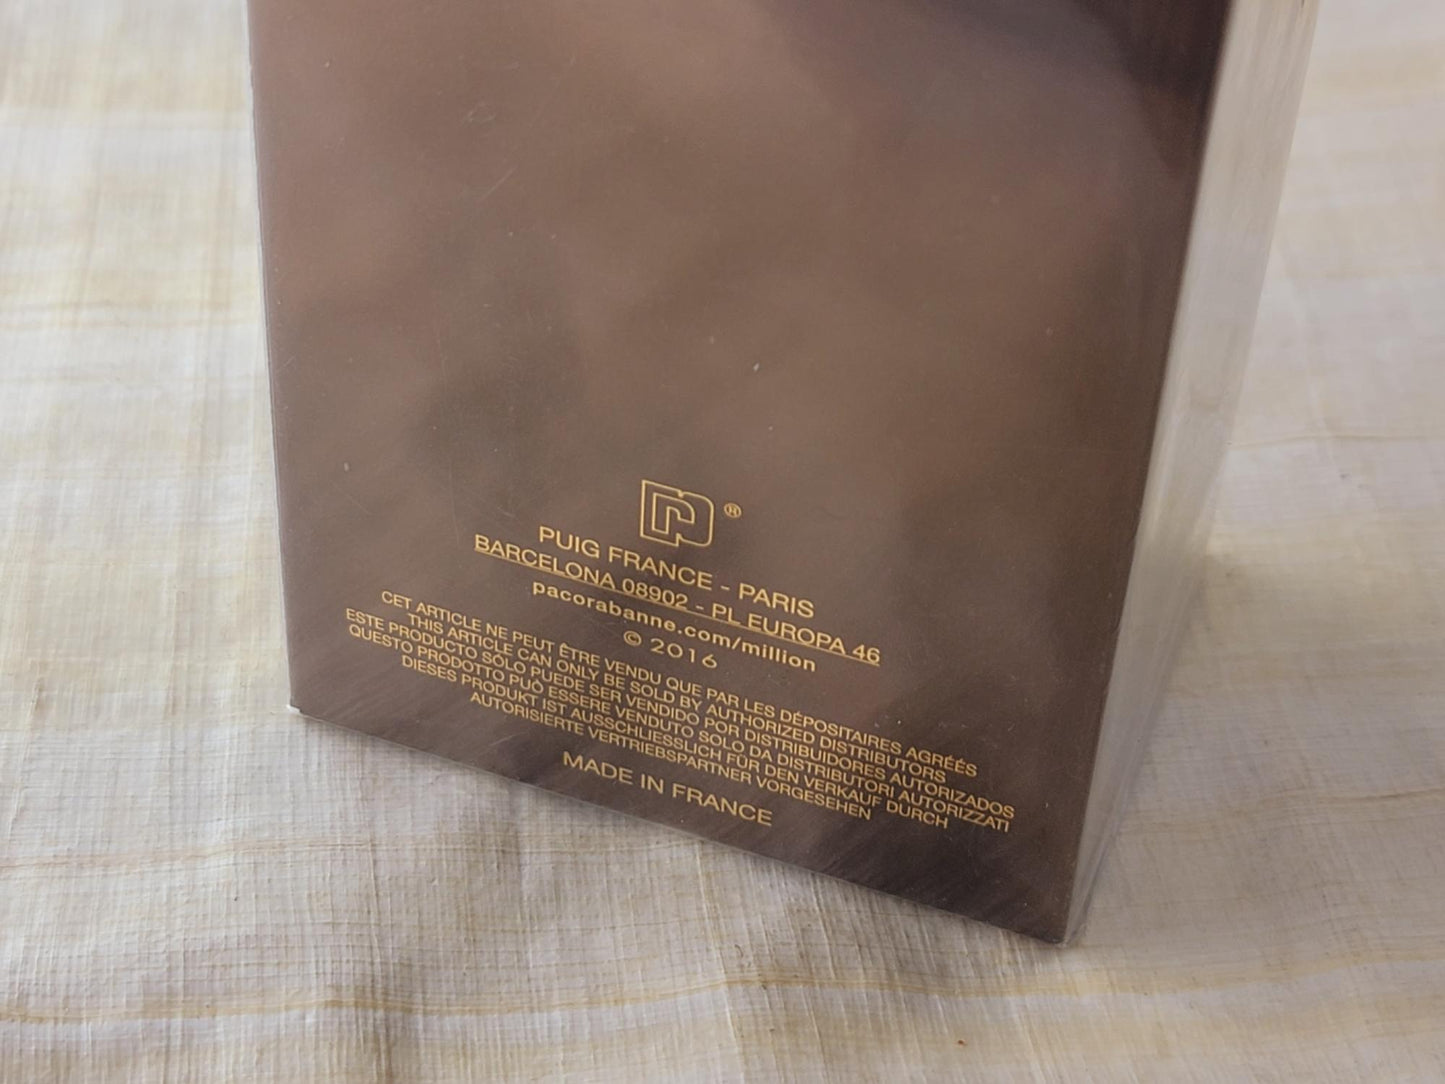 ®
PUIG FRANCE - PARIS
BARCELONA 08902 - PL EUROPA 46
pacorabanne.com/million
© 2016
CET ARTICLE NE PEUT ÊTRE VENDU QUE PAR LES DÉPOSITAIRES AGRÉÉS
THIS ARTICLE CAN ONLY BE SOLD BY AUTHORIZED DISTRIBUTORS
ESTE PRODUCTO SÓLO PUEDE SER VENDIDO POR DISTRIBUIDORES AUTORIZADOS
QUESTO PRODOTTO PUÒ ESSERE VENDUTO SOLO DA DISTRIBUTORI AUTORIZZATI
DIESES PRODUKT IST AUSSCHLIESSLICH FÜR DEN VERKAUF DURCH
AUTORISIERTE VERTRIEBSPARTNER VORGESEHEN
MADE IN FRANCE